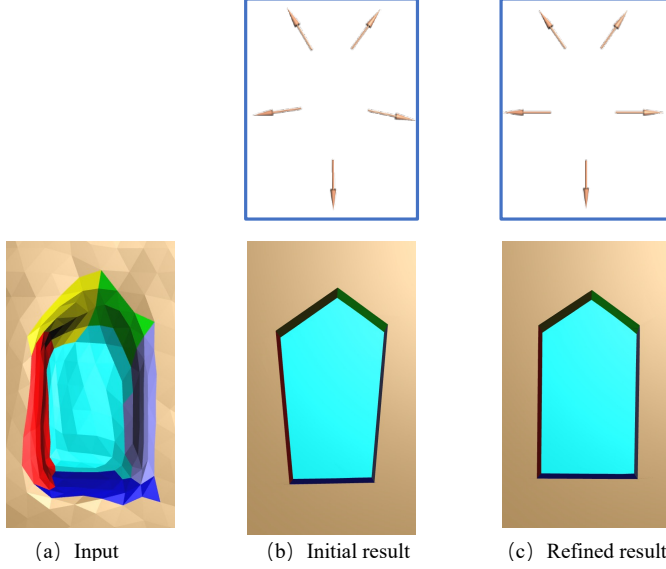 （a） Input
（b） Initial result
（c） Refined result